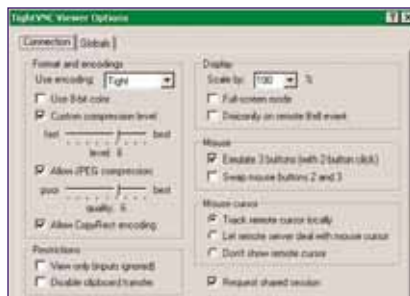 TightVNC Viewer Options
Connection
Globals
Format and encodings
Use encoding: Tight
Use 8-bit color
Custom compression level
fast best
level: 6
Allow JPEG compression
poor best
quality: 6
Allow CopyRect encoding
Restrictions
View only (inputs ignored)
Disable clipboard transfer
Display
Scale by: 100 %
Full-screen mode
Deiconify on remote Bell event
Mouse
Emulate 3 buttons (with 2-button click)
Swap mouse buttons 2 and 3
Mouse cursor
Track remote cursor locally
Let remote server deal with mouse cursor
Don't show remote cursor
Request shared session